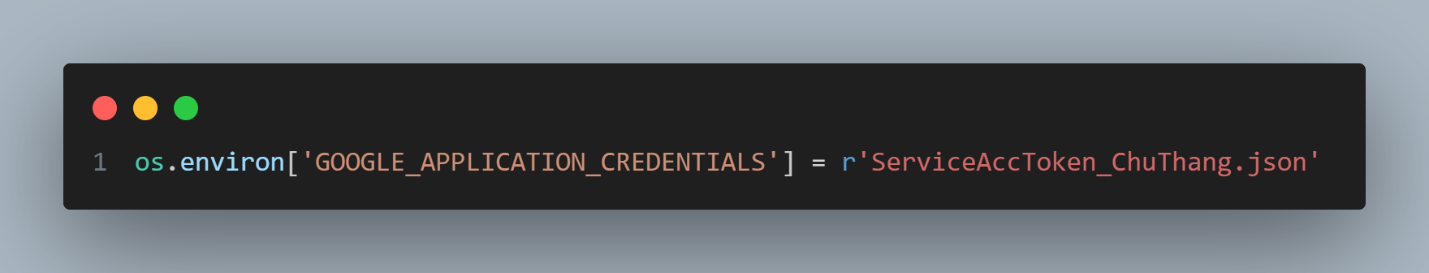 1 os.environ['GOOGLE_APPLICATION_CREDENTIALS'] = r'ServiceAccToken_ChuThang.json'